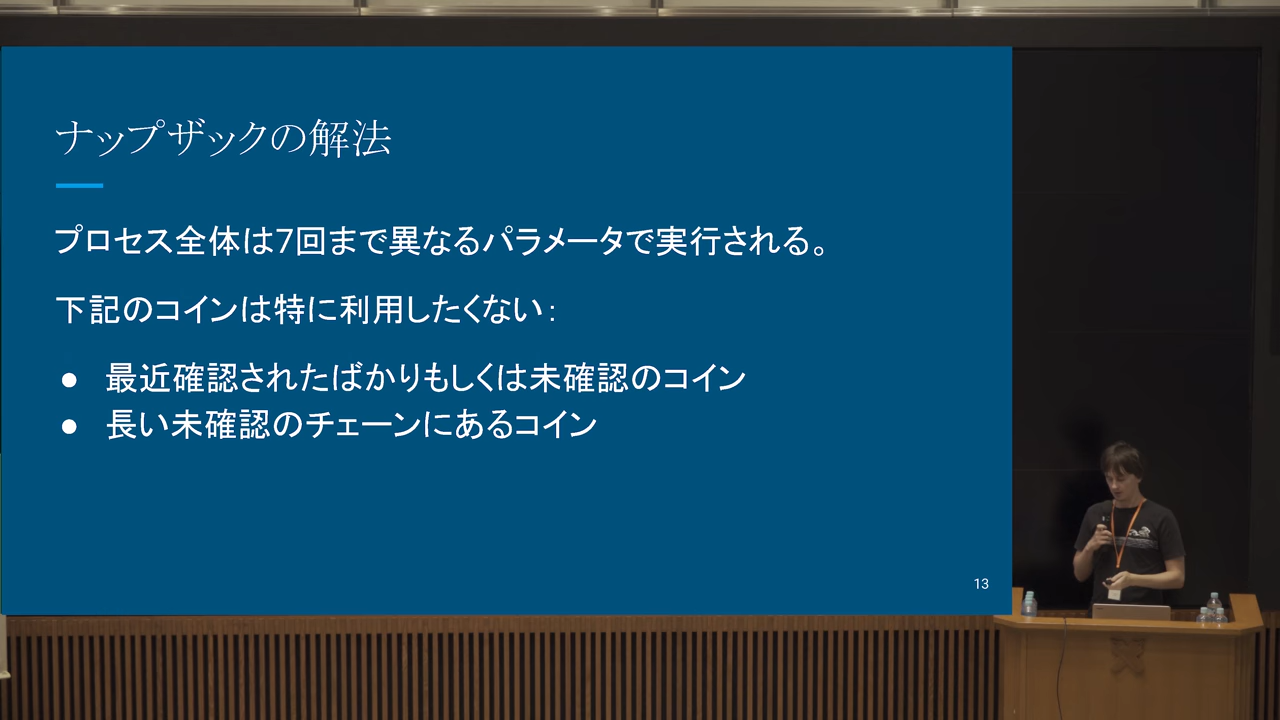 ナップザックの解法
プロセス全体は7回まで異なるパラメータで実行される。
下記のコインは特に利用したくない：
● 最近確認されたばかりもしくは未確認のコイン
● 長い未確認のチェーンにあるコイン
13